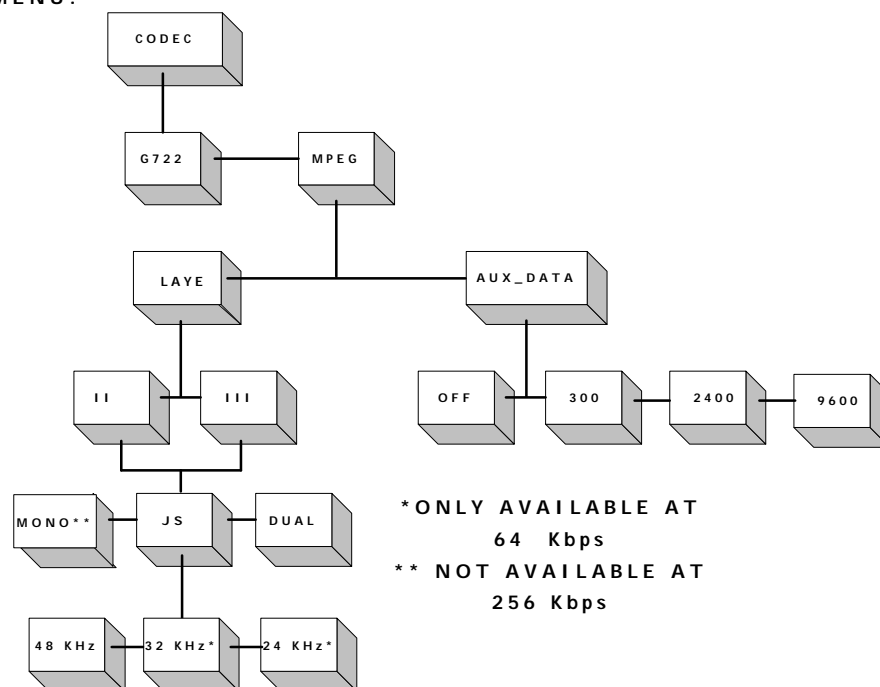 CODEC
G722 MPEG
LAYE AUX_DATA
II III OFF 300 2400 9600
MONO** JS DUAL
*ONLY AVAILABLE AT
64 Kbps
** NOT AVAILABLE AT
256 Kbps
48 KHz 32 KHz* 24 KHz*